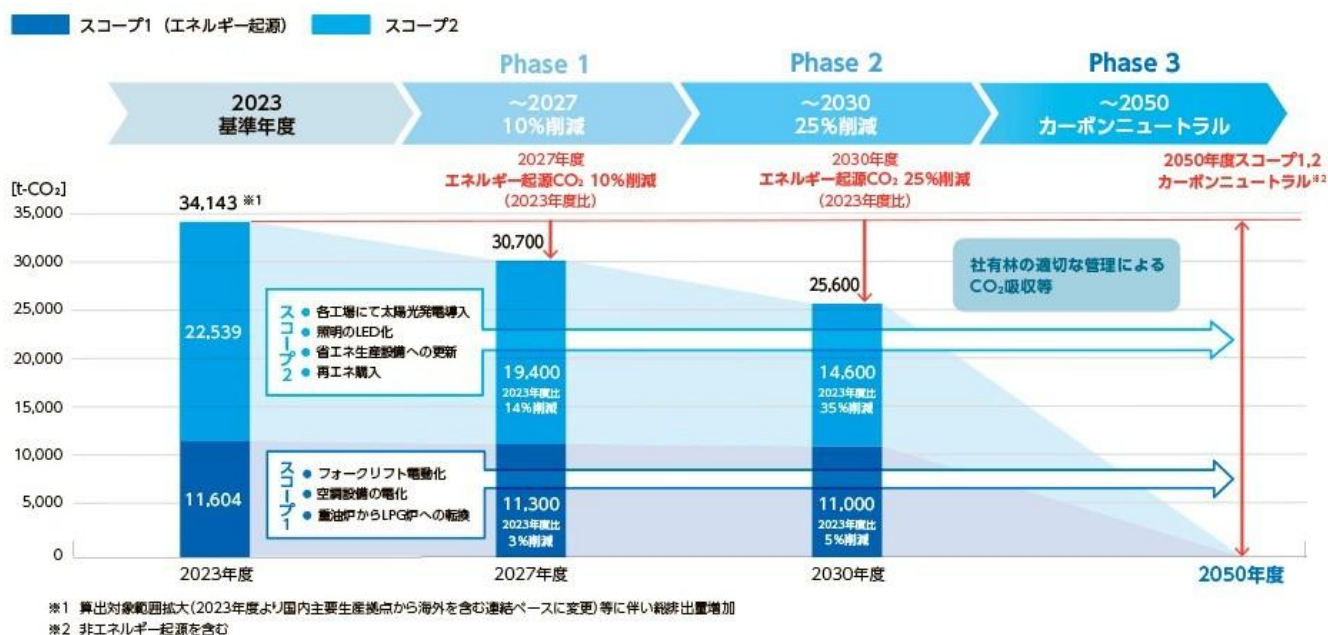 スコープ1（エネルギー起源）
スコープ2
Phase 1
Phase 2
Phase 3
2023
基準年度
～2027
10%削減
～2030
25%削減
～2050
カーボンニュートラル
2027年度
エネルギー起源CO₂ 10%削減
（2023年度比）
2030年度
エネルギー起源CO₂ 25%削減
（2023年度比）
2050年度スコープ1,2
カーボンニュートラル※2
[t-CO₂]
35,000
30,000
25,000
20,000
15,000
10,000
5,000
0
34,143 ※1
30,700
25,600
社有林の適切な管理による
CO₂吸収等
22,539
スコープ2
● 各工場にて太陽光発電導入
● 照明のLED化
● 省エネ生産設備への更新
● 再エネ購入
19,400
2023年度比
14%削減
14,600
2023年度比
35%削減
11,604
スコープ1
● フォークリフト電動化
● 空調設備の電化
● 重油炉からLPG炉への転換
11,300
2023年度比
3%削減
11,000
2023年度比
5%削減
2023年度
2027年度
2030年度
2050年度
※1 算出対象範囲拡大（2023年度より国内主要生産拠点から海外を含む連結ベースに変更）等に伴い総排出量増加
※2 非エネルギー起源を含む